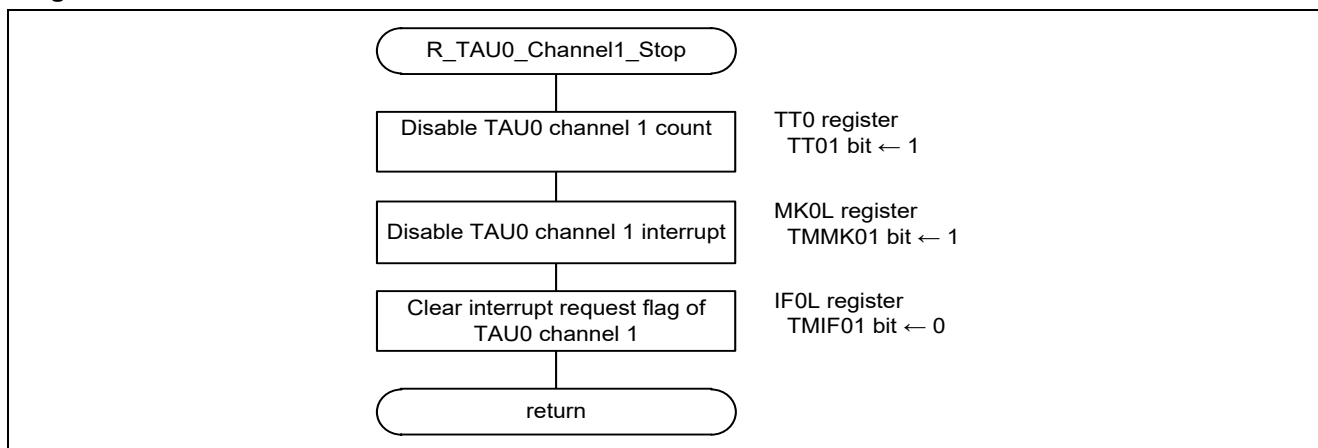 R_TAU0_Channel1_Stop
Disable TAU0 channel 1 count
TT0 register
TT01 bit ← 1
Disable TAU0 channel 1 interrupt
MK0L register
TMMK01 bit ← 1
Clear interrupt request flag of
TAU0 channel 1
IF0L register
TMIF01 bit ← 0
return